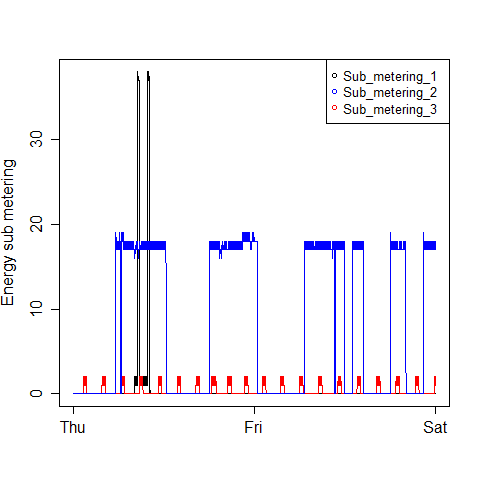 Sub_metering_1
Sub_metering_2
Sub_metering_3
Energy sub metering
30
20
10
0
Thu Fri Sat